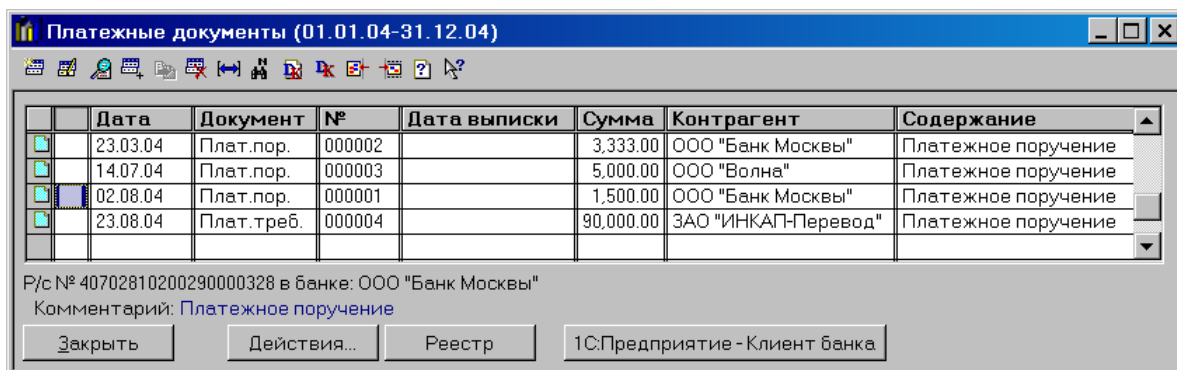 Платежные документы (01.01.04-31.12.04)
Дата Документ № Дата выписки Сумма Контрагент Содержание
23.03.04 Плат.пор. 000002 3,333.00 ООО "Банк Москвы" Платежное поручение
14.07.04 Плат.пор. 000003 5,000.00 ООО "Волна" Платежное поручение
02.08.04 Плат.пор. 000001 1,500.00 ООО "Банк Москвы" Платежное поручение
23.08.04 Плат.треб. 000004 90,000.00 ЗАО "ИНКАП-Перевод" Платежное поручение
Р/с № 40702810200290000328 в банке: ООО "Банк Москвы"
Комментарий: Платежное поручение
Закрыть Действия... Реестр 1С:Предприятие - Клиент банка